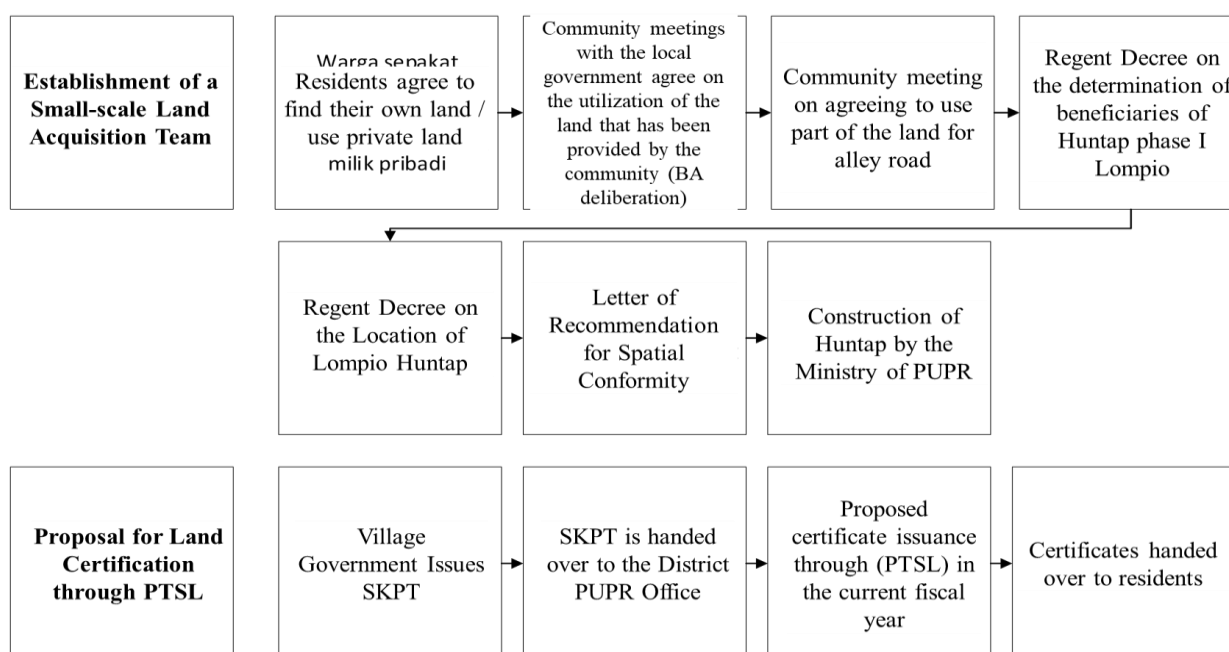 Establishment of a
Small-scale Land
Acquisition Team
Warga sepakat
Residents agree to
find their own land /
use private land
milik pribadi
Community meetings
with the local
government agree on
the utilization of the
land that has been
provided by the
community (BA
deliberation)
Community meeting
on agreeing to use
part of the land for
alley road
Regent Decree on
the determination of
beneficiaries of
Huntap phase I
Lompio
Regent Decree on
the Location of
Lompio Huntap
Letter of
Recommendation
for Spatial
Conformity
Construction of
Huntap by the
Ministry of PUPR
Proposal for Land
Certification
through PTSL
Village
Government Issues
SKPT
SKPT is handed
over to the District
PUPR Office
Proposed
certificate issuance
through (PTSL) in
the current fiscal
year
Certificates handed
over to residents